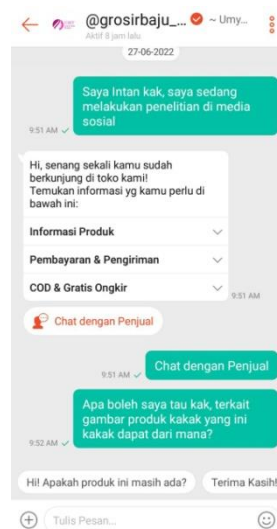 @grosirbaju_... ~ Umy...
Aktif 8 jam lalu
27-06-2022
Saya Intan kak, saya sedang
melakukan penelitian di media
sosial
9:51 AM
Hi, senang sekali kamu sudah
berkunjung di toko kami!
Temukan informasi yg kamu perlu di
bawah ini:
Informasi Produk
Pembayaran & Pengiriman
COD & Gratis Ongkir
9:51 AM
Chat dengan Penjual
Chat dengan Penjual
9:51 AM
Apa boleh saya tau kak, terkait
gambar produk kakak yang ini
kakak dapat dari mana?
9:52 AM
Hi! Apakah produk ini masih ada? Terima Kasih!
Tulis Pesan...